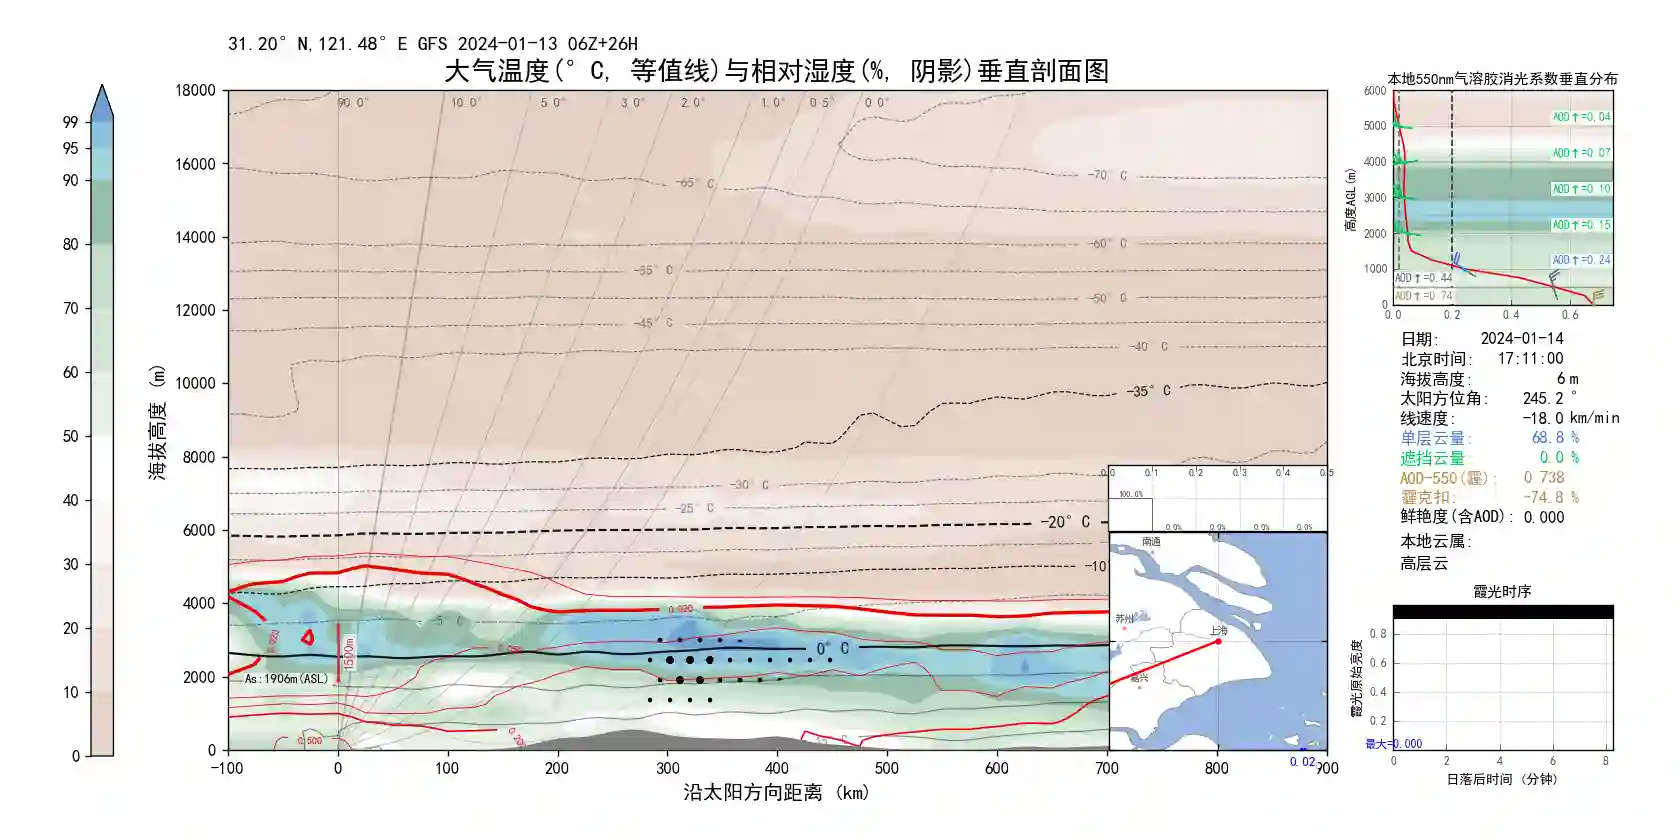 31.20° N,121.48° E GFS 2024-01-13 06Z+26H
大气温度(° C, 等值线)与相对湿度(%, 阴影)垂直剖面图
99
95
90
80
70
60
50
40
30
20
10
0
海拔高度 (m)
18000
16000
14000
12000
10000
8000
6000
4000
2000
0
90.0° 10.0° 5.0° 3.0° 2.0° 1.0° 0.5° 0.0°
-65° C
-70° C
-60° C
-55° C
-50° C
-45° C
-40° C
-35° C
-30° C
-25° C
-20° C
-10
0.020
0.020
0° C
1500m
As:1906m(ASL)
0.500
-100 0 100 200 300 400 500 600 700 800 900
沿太阳方向距离 (km)
0.0 0.1 0.2 0.3 0.4 0.5
100.0%
0.0% 0.0% 0.0% 0.0%
南通
苏州
上海
嘉兴
0.02
本地550nm气溶胶消光系数垂直分布
高度AGL(m)
6000
5000
4000
3000
2000
1000
0
AOD↑=0.04
AOD↑=0.07
AOD↑=0.10
AOD↑=0.15
AOD↑=0.24
AOD↑=0.44
AOD↑=0.74
0.0 0.2 0.4 0.6
日期: 2024-01-14
北京时间: 17:11:00
海拔高度: 6 m
太阳方位角: 245.2 °
线速度: -18.0 km/min
单层云量: 68.8 %
遮挡云量: 0.0 %
AOD-550(霾): 0.738
霾克扣: -74.8 %
鲜艳度(含AOD): 0.000
本地云属:
高层云
霞光时序
霞光原始亮度
0.8
0.6
0.4
0.2
最大=0.000
0 2 4 6 8
日落后时间 (分钟)